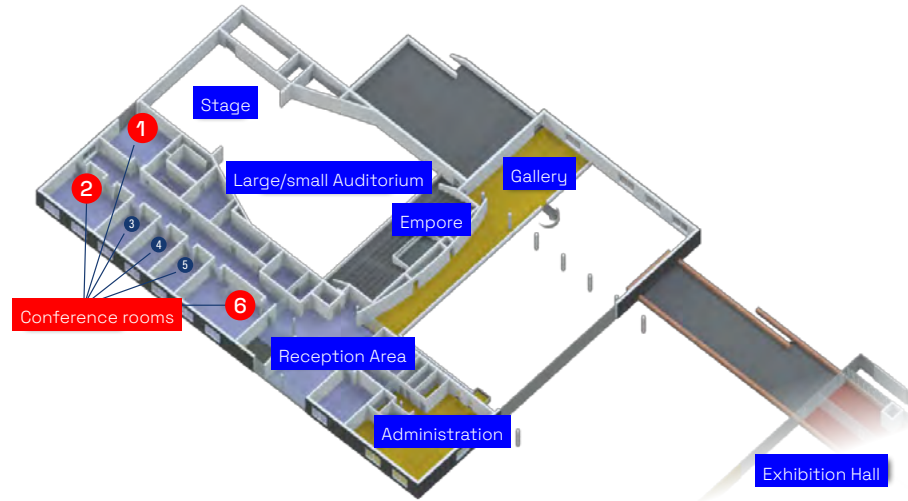 Stage
1
Large/small Auditorium
Gallery
2
Empore
3
4
5
6
Conference rooms
Reception Area
Administration
Exhibition Hall